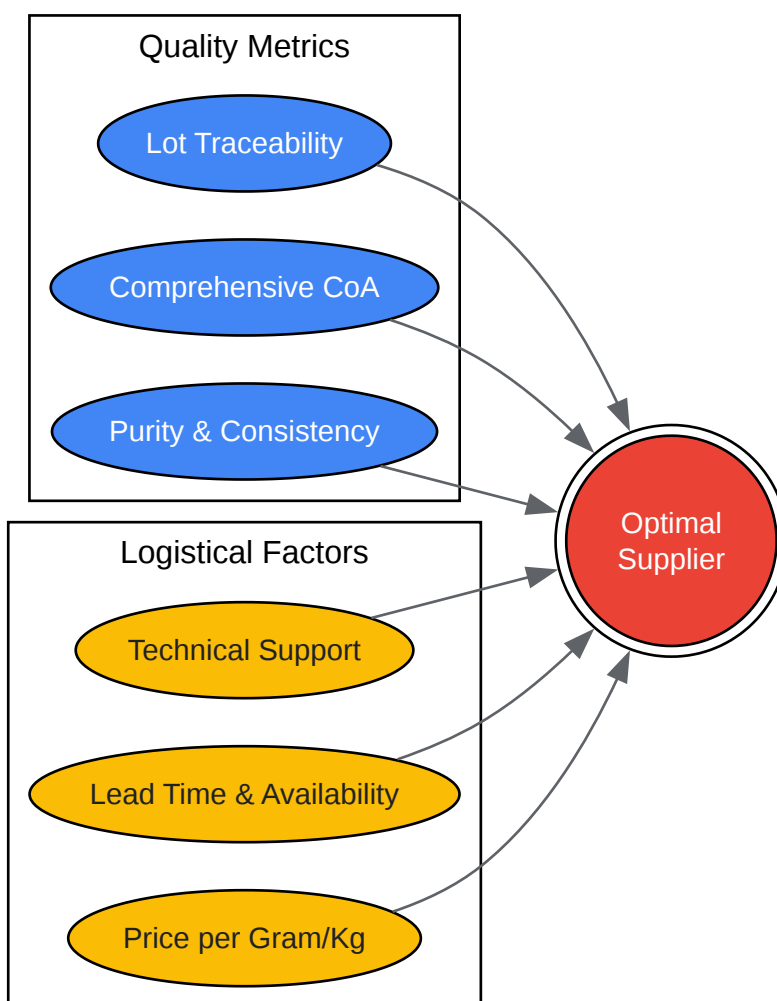 Quality Metrics
Lot Traceability
Comprehensive CoA
Purity & Consistency
Optimal
Supplier
Logistical Factors
Technical Support
Lead Time & Availability
Price per Gram/Kg